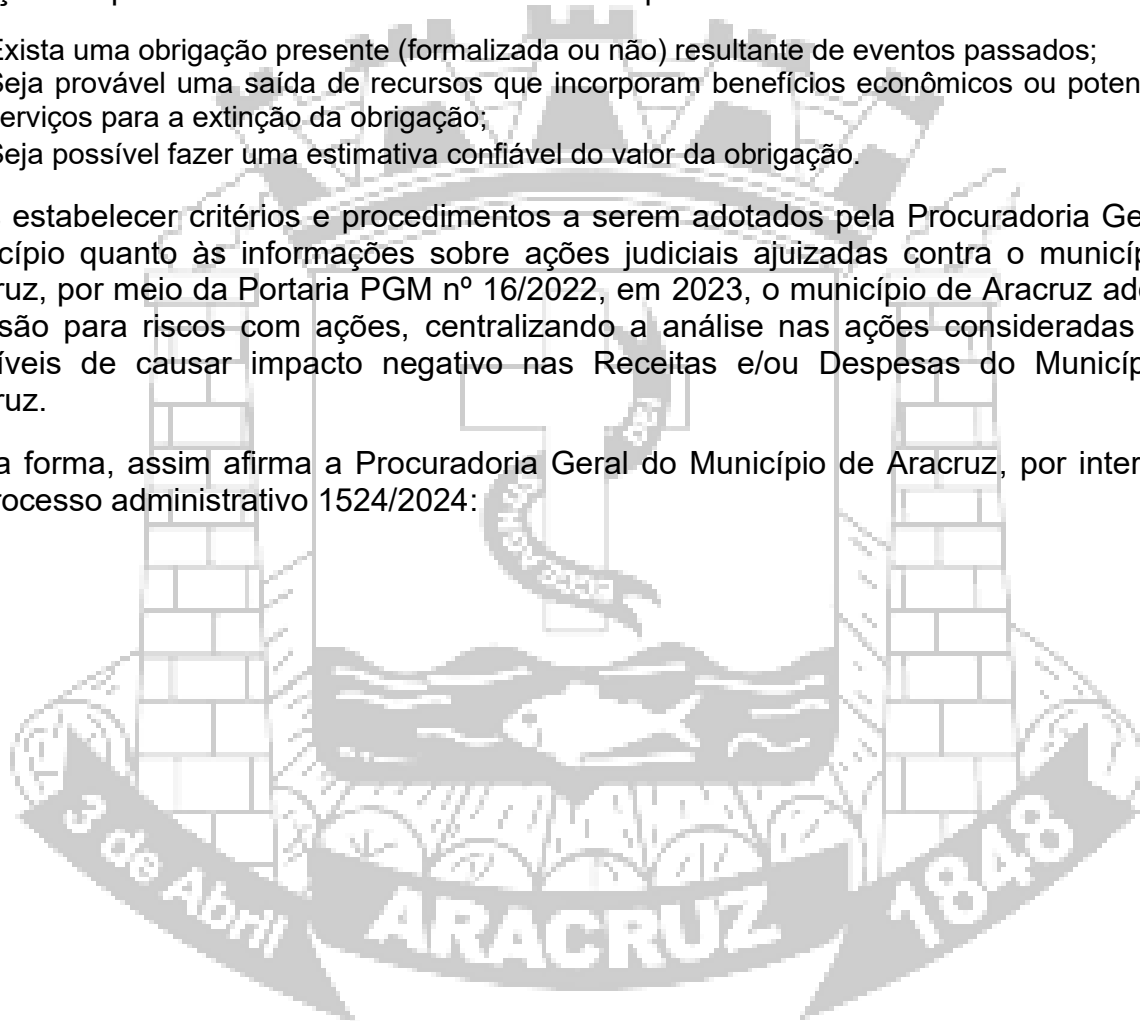 Exista uma obrigação presente (formalizada ou não) resultante de eventos passados;
Seja provável uma saída de recursos que incorporam benefícios econômicos ou poten
erviços para a extinção da obrigação;
Seja possível fazer uma estimativa confiável do valor da obrigação.
estabelecer critérios e procedimentos a serem adotados pela Procuradoria Ge
cípio quanto às informações sobre ações judiciais ajuizadas contra o municíp
ruz, por meio da Portaria PGM nº 16/2022, em 2023, o município de Aracruz ad
são para riscos com ações, centralizando a análise nas ações consideradas
íveis de causar impacto negativo nas Receitas e/ou Despesas do Municíp
ruz.
a forma, assim afirma a Procuradoria Geral do Município de Aracruz, por inter
rocesso administrativo 1524/2024:
3 de Abril
ARACRUZ
1848